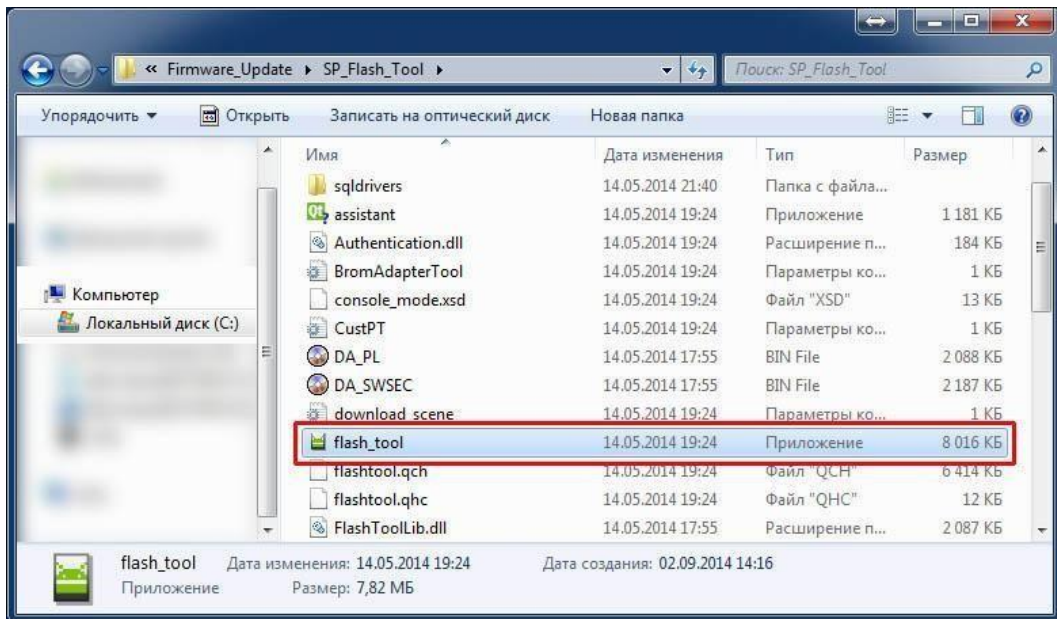 « Firmware_Update ▸ SP_Flash_Tool ▸
Поиск: SP_Flash_Tool
Упорядочить ▼ Открыть Записать на оптический диск Новая папка
Имя Дата изменения Тип Размер
sqldrivers 14.05.2014 21:40 Папка с файла...
assistant 14.05.2014 19:24 Приложение 1 181 КБ
Authentication.dll 14.05.2014 19:24 Расширение п... 184 КБ
BromAdapterTool 14.05.2014 19:24 Параметры ко... 1 КБ
console_mode.xsd 14.05.2014 19:24 Файл "XSD" 13 КБ
CustPT 14.05.2014 19:24 Параметры ко... 1 КБ
DA_PL 14.05.2014 17:55 BIN File 2 088 КБ
DA_SWSEC 14.05.2014 17:55 BIN File 2 187 КБ
download_scene 14.05.2014 19:24 Параметры ко... 1 КБ
flash_tool 14.05.2014 19:24 Приложение 8 016 КБ
flashtool.qch 14.05.2014 19:24 Файл "QCH" 6 414 КБ
flashtool.qhc 14.05.2014 19:24 Файл "QHC" 12 КБ
FlashToolLib.dll 14.05.2014 17:55 Расширение п... 2 087 КБ
Компьютер
Локальный диск (C:)
flash_tool Дата изменения: 14.05.2014 19:24 Дата создания: 02.09.2014 14:16
Приложение Размер: 7,82 МБ